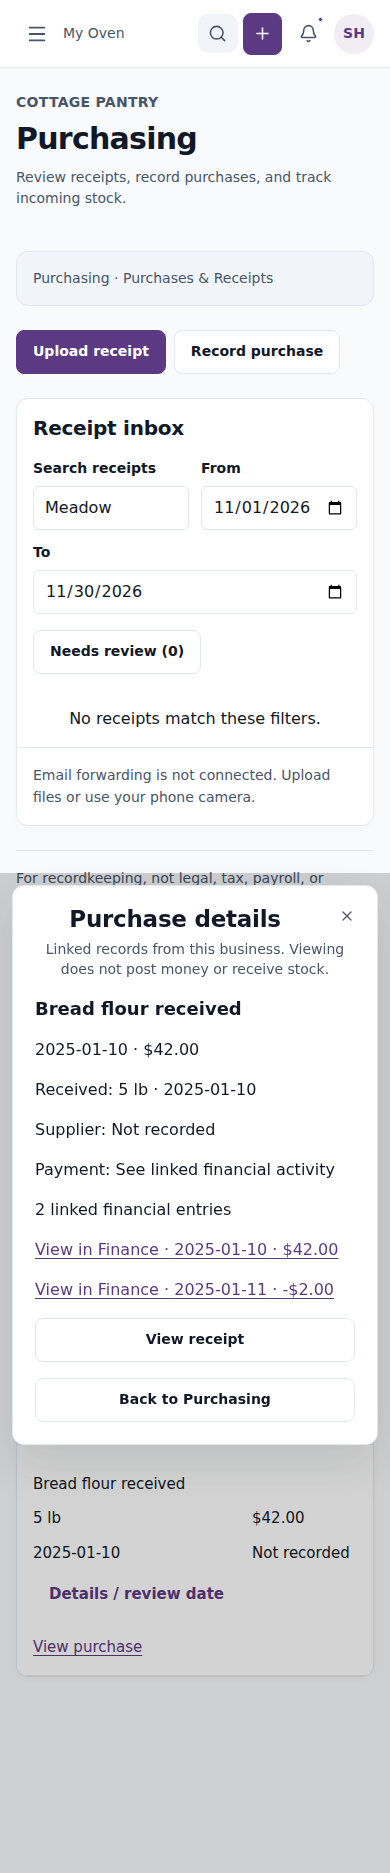 My Oven
SH
COTTAGE PANTRY
Purchasing
Review receipts, record purchases, and track
incoming stock.
Purchasing · Purchases & Receipts
Upload receipt
Record purchase
Receipt inbox
Search receipts
From
Meadow
11/01/2026
To
11/30/2026
Needs review (0)
No receipts match these filters.
Email forwarding is not connected. Upload
files or use your phone camera.
For recordkeeping, not legal, tax, payroll, or
Purchase details
Linked records from this business. Viewing
does not post money or receive stock.
Bread flour received
2025-01-10 · $42.00
Received: 5 lb · 2025-01-10
Supplier: Not recorded
Payment: See linked financial activity
2 linked financial entries
View in Finance · 2025-01-10 · $42.00
View in Finance · 2025-01-11 · -$2.00
View receipt
Back to Purchasing
Bread flour received
5 lb
$42.00
2025-01-10
Not recorded
Details / review date
View purchase